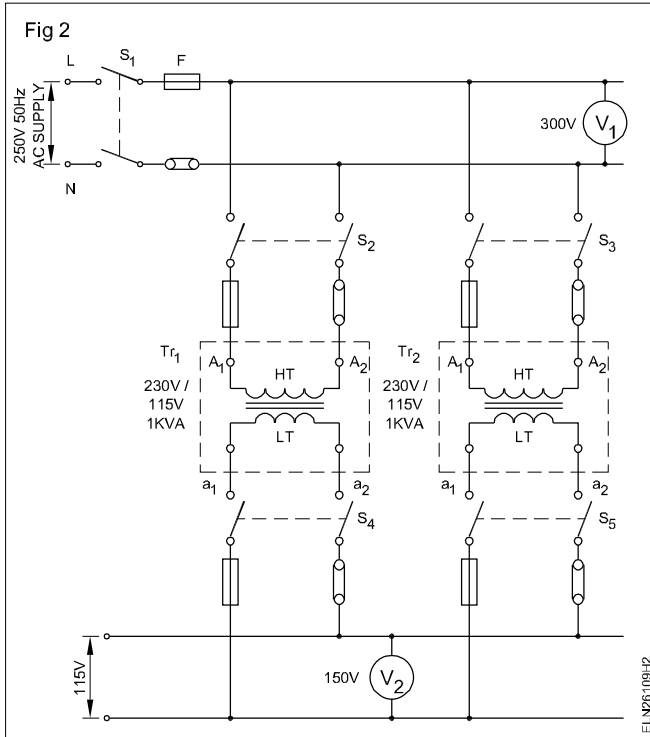 Fig 2
L
S1
F
250V 50Hz
AC SUPPLY
300V
V1
N
S2
S3
Tr1
A1
HT
A2
Tr2
A1
HT
A2
230V /
115V
1KVA
LT
230V /
115V
1KVA
LT
a1
a2
a1
a2
S4
S5
115V
150V
V2
ELN26109H2